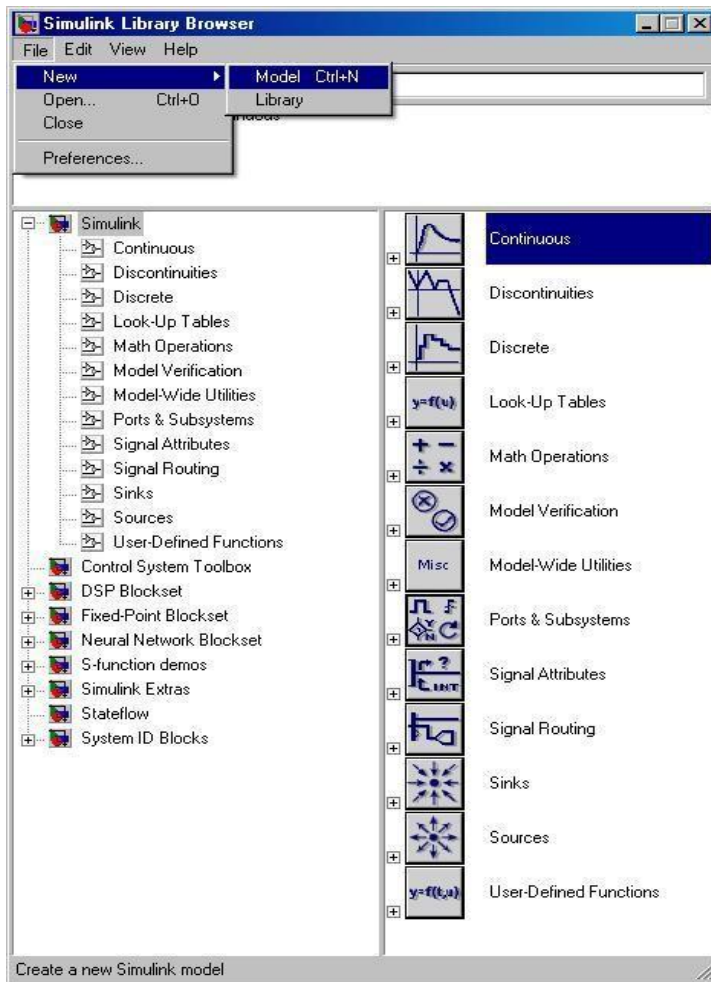 Simulink Library Browser
File Edit View Help
New
Model Ctrl+N
Open... Ctrl+O
Library
Close
Preferences...
Simulink
Continuous
Discontinuities
Discrete
Look-Up Tables
Math Operations
Model Verification
Model-Wide Utilities
Ports & Subsystems
Signal Attributes
Signal Routing
Sinks
Sources
User-Defined Functions
Control System Toolbox
DSP Blockset
Fixed-Point Blockset
Neural Network Blockset
S-function demos
Simulink Extras
Stateflow
System ID Blocks
Continuous
Discontinuities
Discrete
y=f(u) Look-Up Tables
+ − ÷ × Math Operations
Model Verification
Misc Model-Wide Utilities
Ports & Subsystems
? INT Signal Attributes
Signal Routing
Sinks
Sources
y=f(t,u) User-Defined Functions
Create a new Simulink model